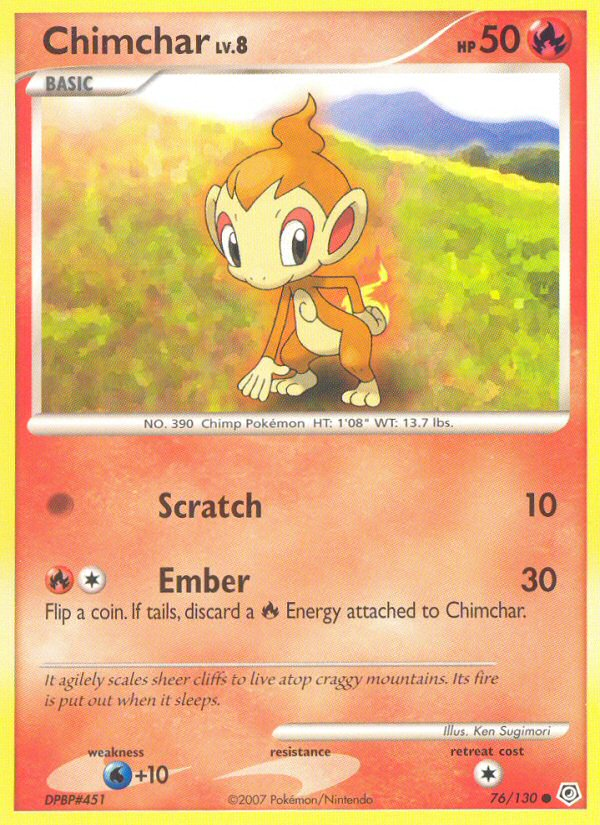 Chimchar LV.8 HP 50
BASIC
NO. 390 Chimp Pokémon HT: 1'08" WT: 13.7 lbs.
Scratch 10
Ember 30
Flip a coin. If tails, discard a Energy attached to Chimchar.
It agilely scales sheer cliffs to live atop craggy mountains. Its fire
is put out when it sleeps.
Illus. Ken Sugimori
weakness resistance retreat cost
+10
DPBP#451 ©2007 Pokémon/Nintendo 76/130